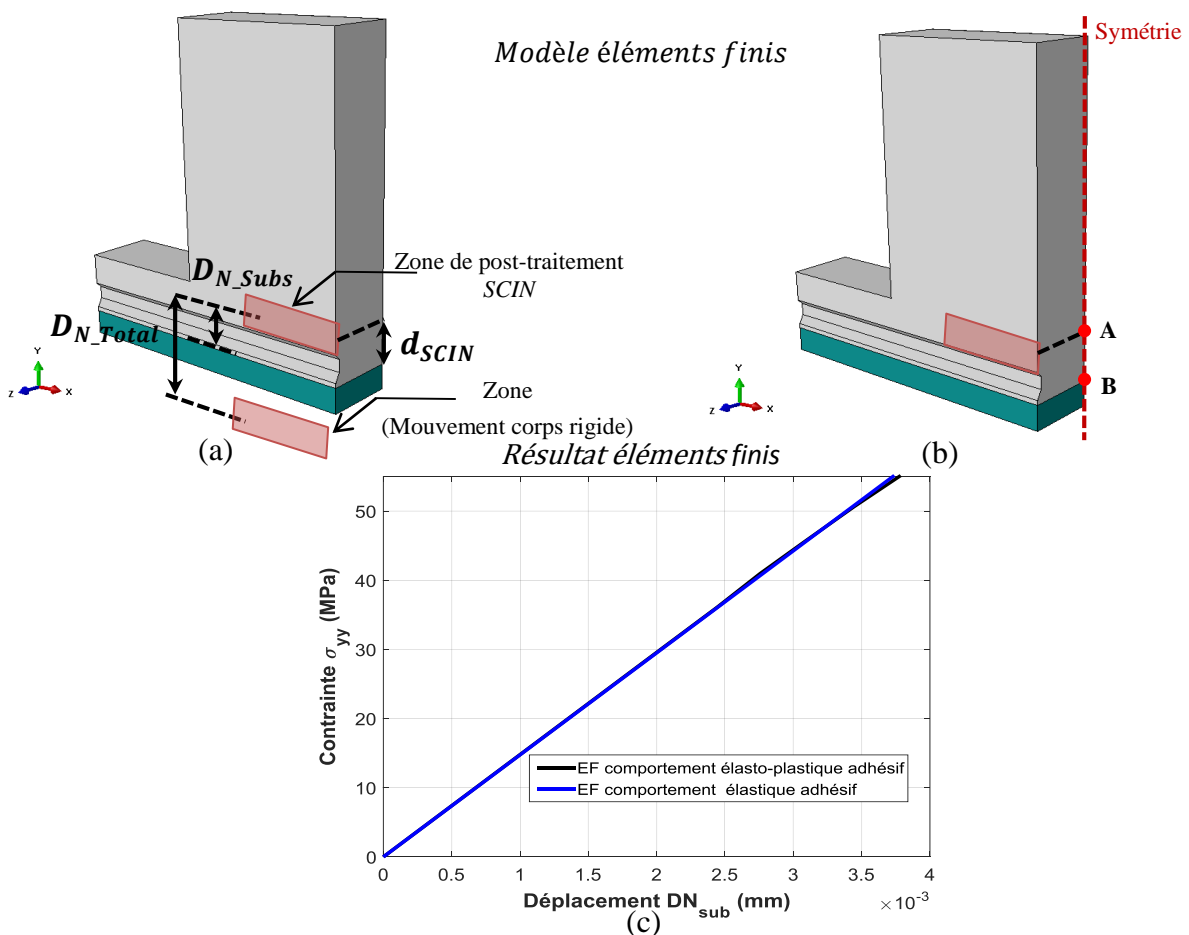 Modèle éléments finis
Symétrie
D_N_Subs
Zone de post-traitement
SCIN
D_N_Total
d_SCIN
Zone
(Mouvement corps rigide)
Y
Z
X
(a)
A
B
Y
Z
X
(b)
Résultat éléments finis
50
40
30
20
10
0
Contrainte σyy (MPa)
EF comportement élasto-plastique adhésif
EF comportement élastique adhésif
0 0.5 1 1.5 2 2.5 3 3.5 4
Déplacement DNsub (mm)
×10⁻³
(c)